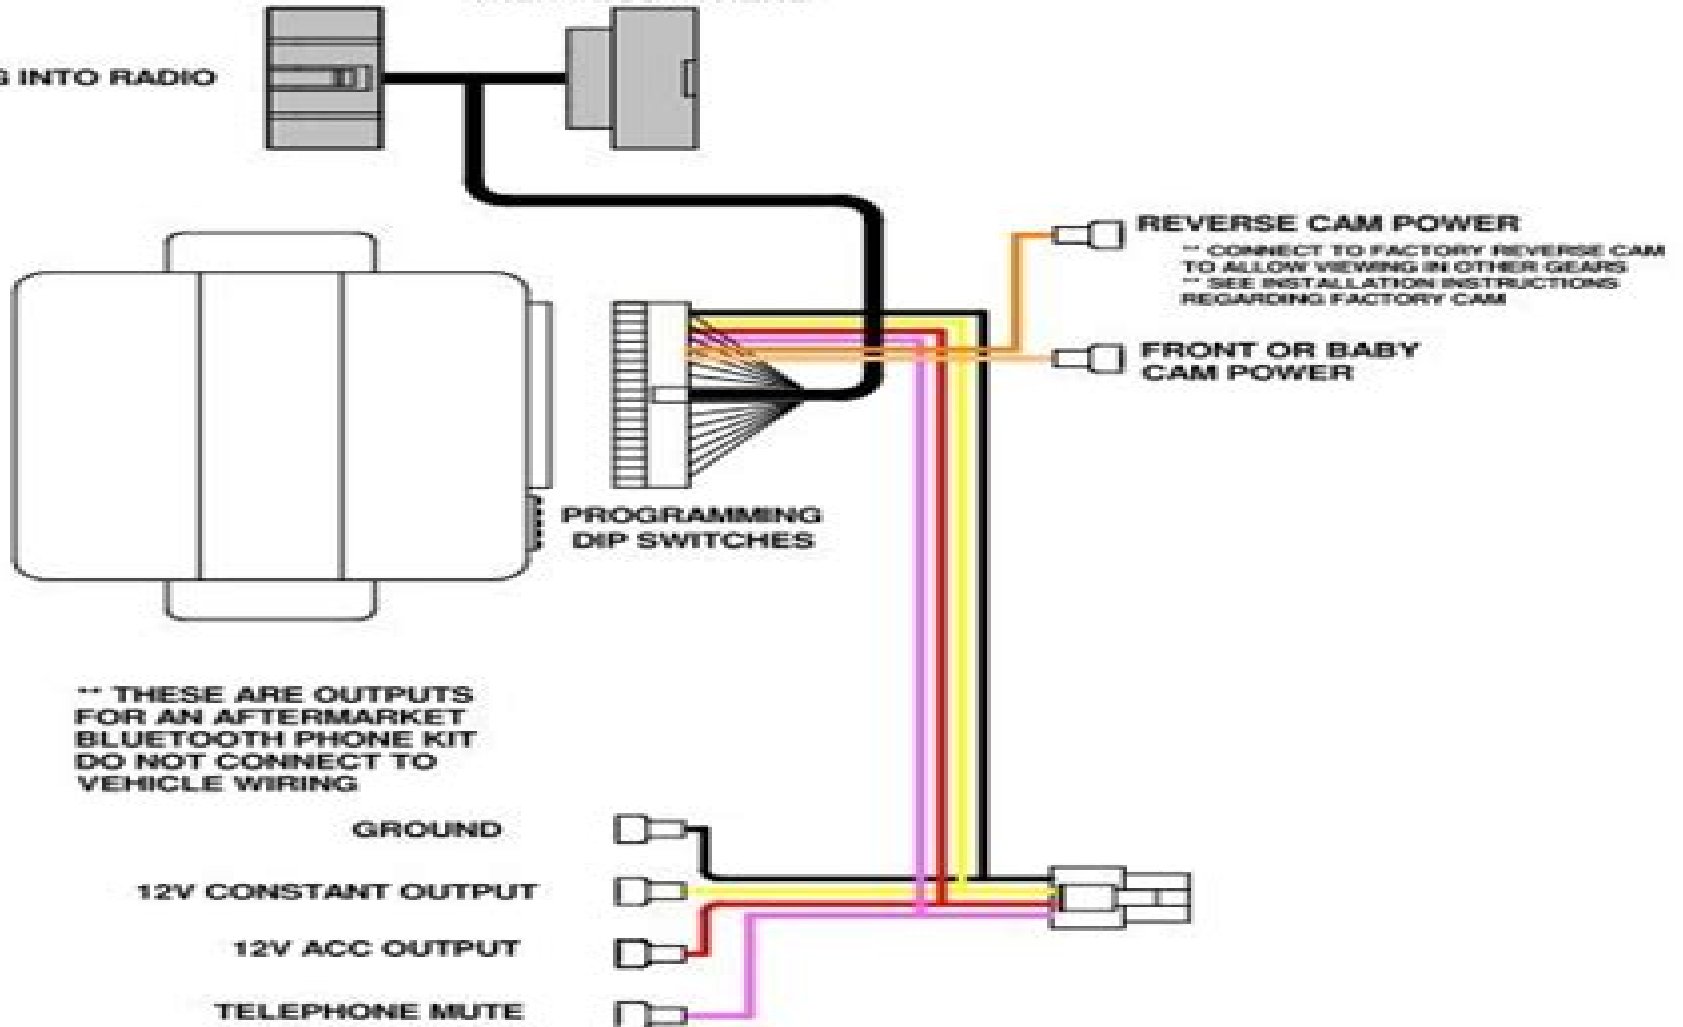 INTO RADIO
REVERSE CAM POWER
** CONNECT TO FACTORY REVERSE CAM
TO ALLOW VIEWING IN OTHER GEARS
** SEE INSTALLATION INSTRUCTIONS
REGARDING FACTORY CAM
FRONT OR BABY
CAM POWER
PROGRAMMING
DIP SWITCHES
** THESE ARE OUTPUTS
FOR AN AFTERMARKET
BLUETOOTH PHONE KIT
DO NOT CONNECT TO
VEHICLE WIRING
GROUND
12V CONSTANT OUTPUT
12V ACC OUTPUT
TELEPHONE MUTE